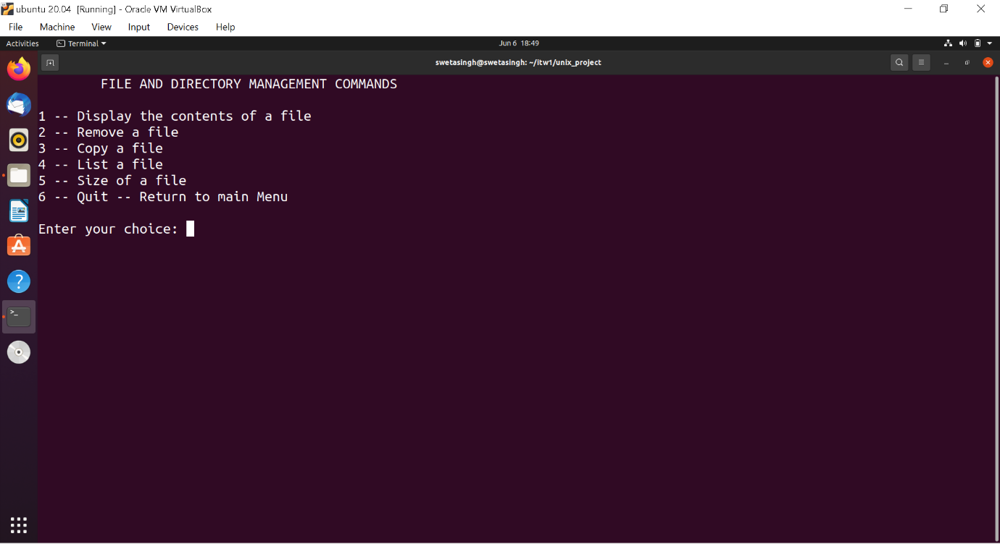 ubuntu 20.04 [Running] - Oracle VM VirtualBox
File Machine View Input Devices Help
Activities Terminal Jun 6 18:49
swetasingh@swetasingh: ~/itw1/unix_project
FILE AND DIRECTORY MANAGEMENT COMMANDS
1 -- Display the contents of a file
2 -- Remove a file
3 -- Copy a file
4 -- List a file
5 -- Size of a file
6 -- Quit -- Return to main Menu
Enter your choice: